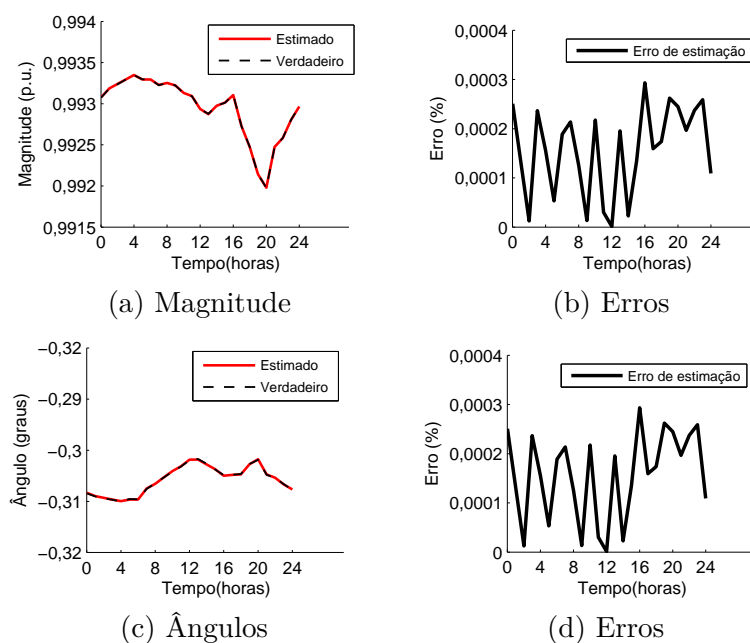 0,994
0,9935
0,993
0,9925
0,992
0,9915
Magnitude (p.u.)
Estimado
Verdadeiro
0 4 8 12 16 20 24
Tempo(horas)
(a) Magnitude
0,0004
0,0003
0,0002
0,0001
0
Erro (%)
Erro de estimação
0 4 8 12 16 20 24
Tempo(horas)
(b) Erros
−0,32
−0,29
−0,3
−0,31
−0,32
Ângulo (graus)
Estimado
Verdadeiro
0 4 8 12 16 20 24
Tempo(horas)
(c) Ângulos
0,0004
0,0003
0,0002
0,0001
0
Erro (%)
Erro de estimação
0 4 8 12 16 20 24
Tempo(horas)
(d) Erros